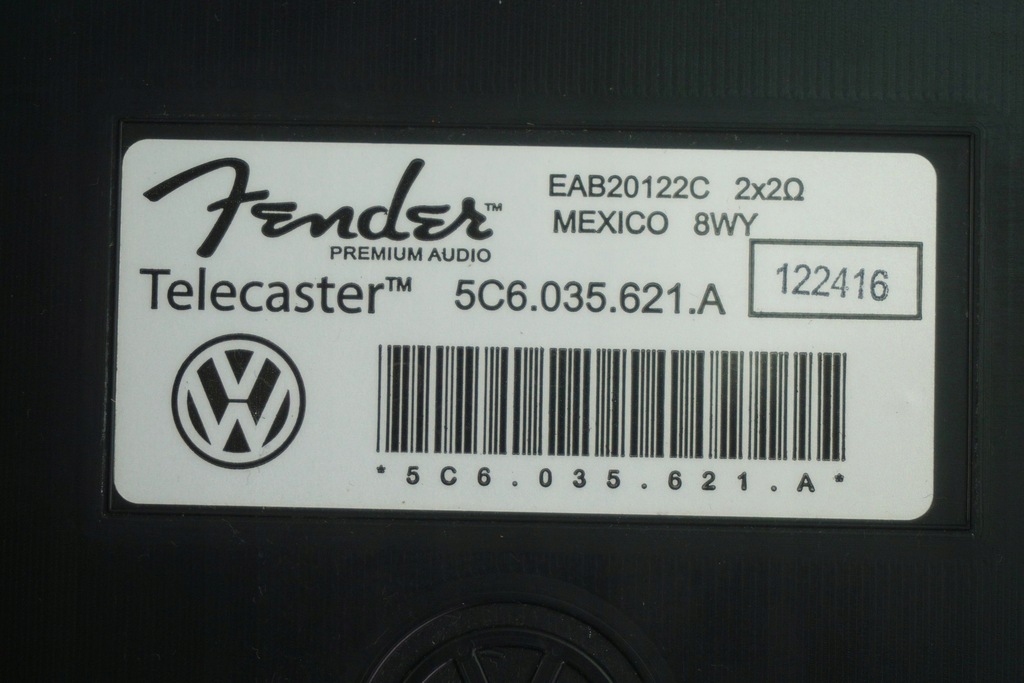 Fender™
PREMIUM AUDIO
EAB20122C 2x2Ω
MEXICO 8WY
Telecaster™ 5C6.035.621.A
122416
*5C6.035.621.A*